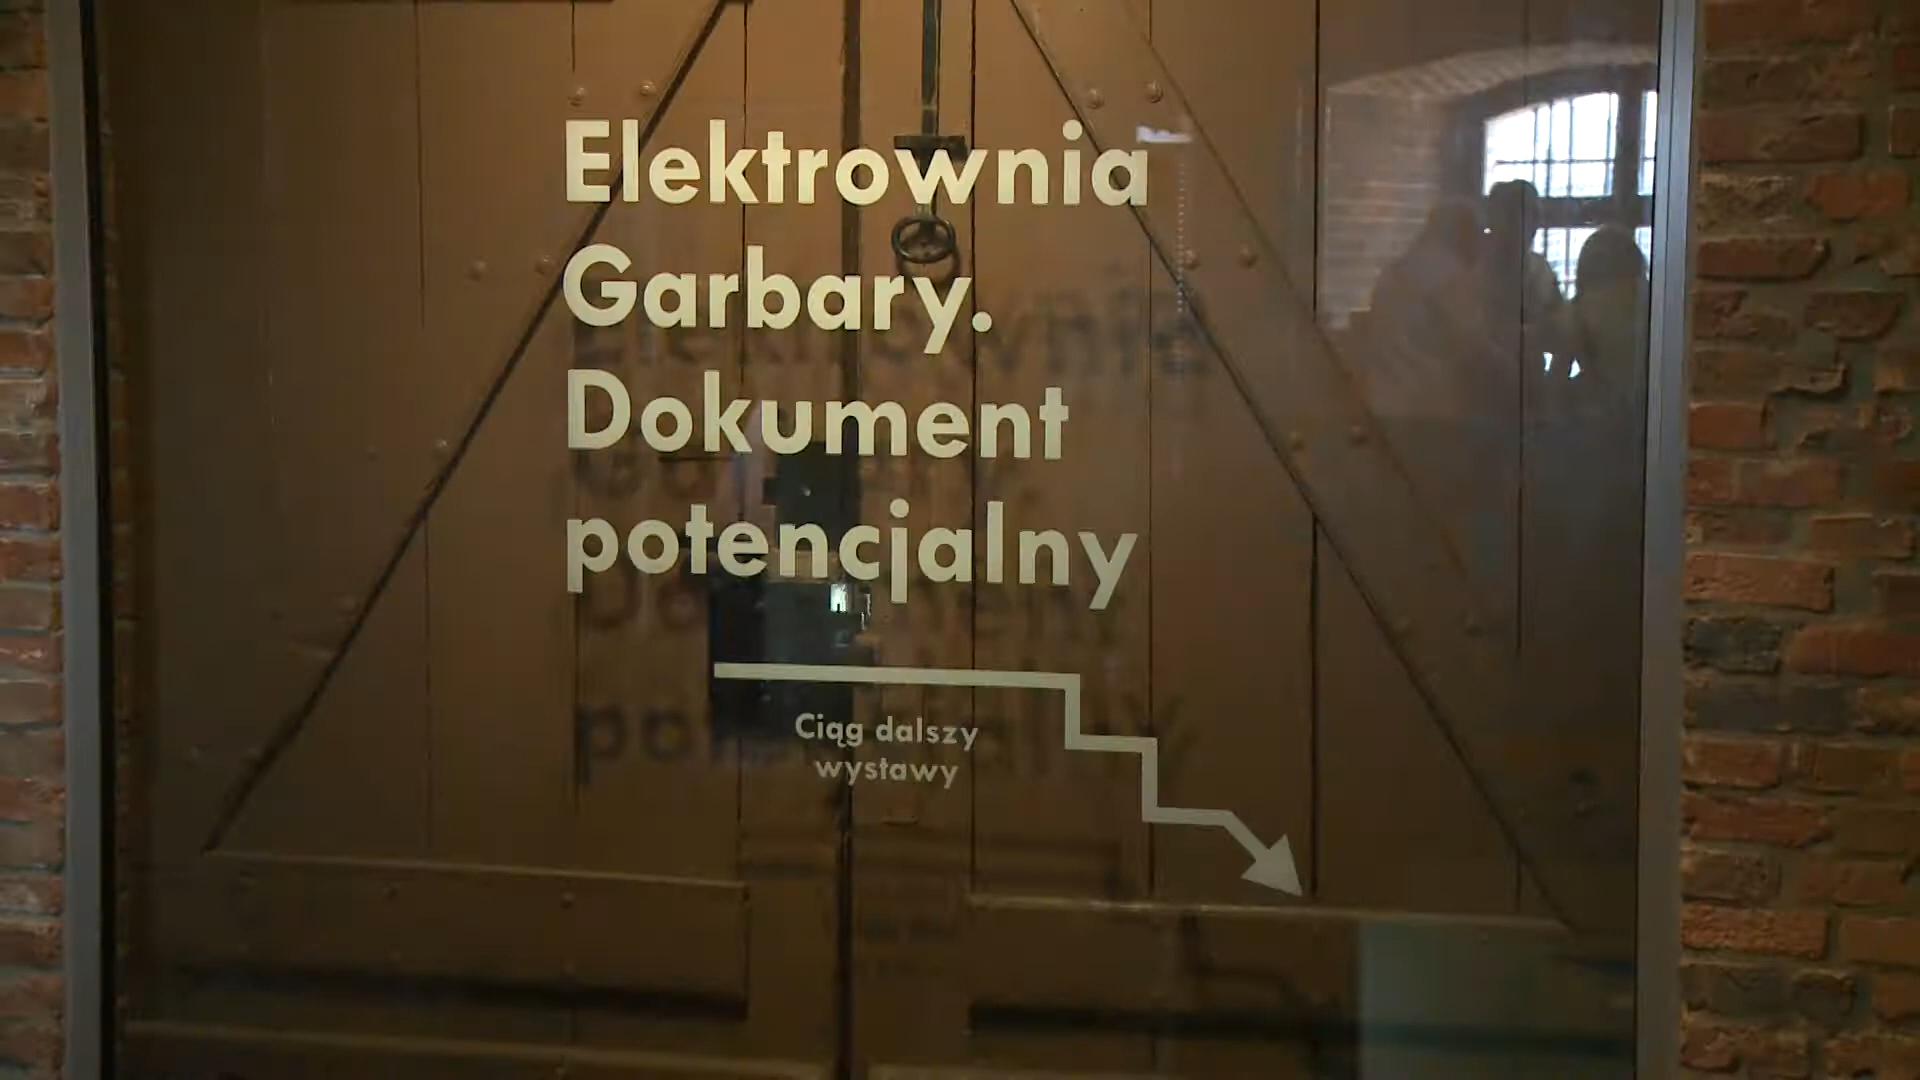 Elektrownia
Garbary.
Dokument
potencjalny
Ciąg dalszy
wystawy